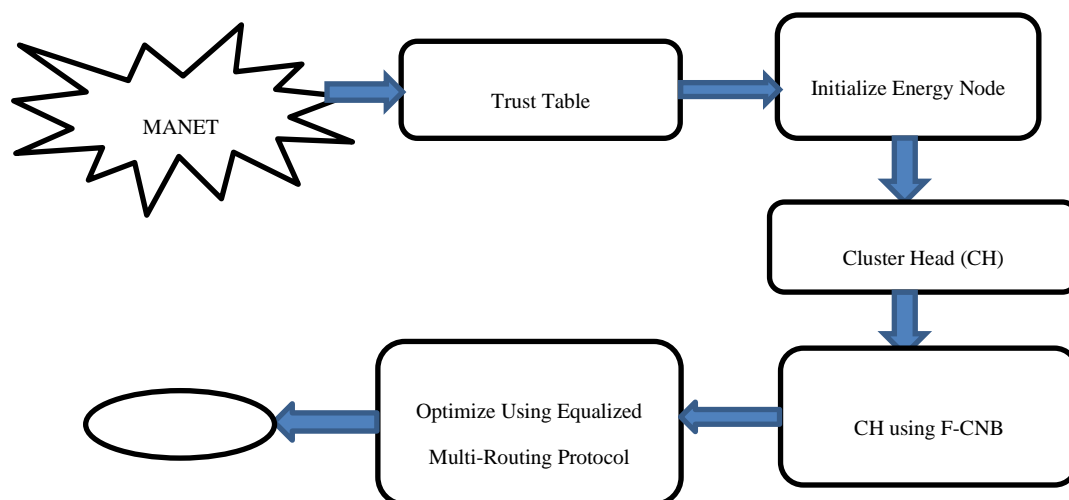 MANET
Trust Table
Initialize Energy Node
Cluster Head (CH)
CH using F-CNB
Optimize Using Equalized
Multi-Routing Protocol